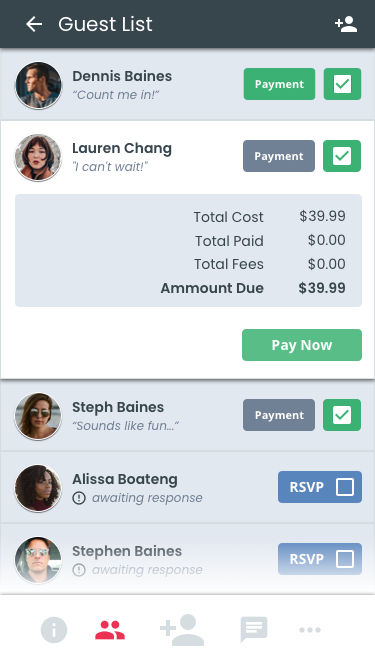 Guest List
Dennis Baines
“Count me in!”
Payment
Lauren Chang
"I can't wait!"
Payment
Total Cost $39.99
Total Paid $0.00
Total Fees $0.00
Ammount Due $39.99
Pay Now
Steph Baines
“Sounds like fun...”
Payment
Alissa Boateng
awaiting response
RSVP
Stephen Baines
awaiting response
RSVP